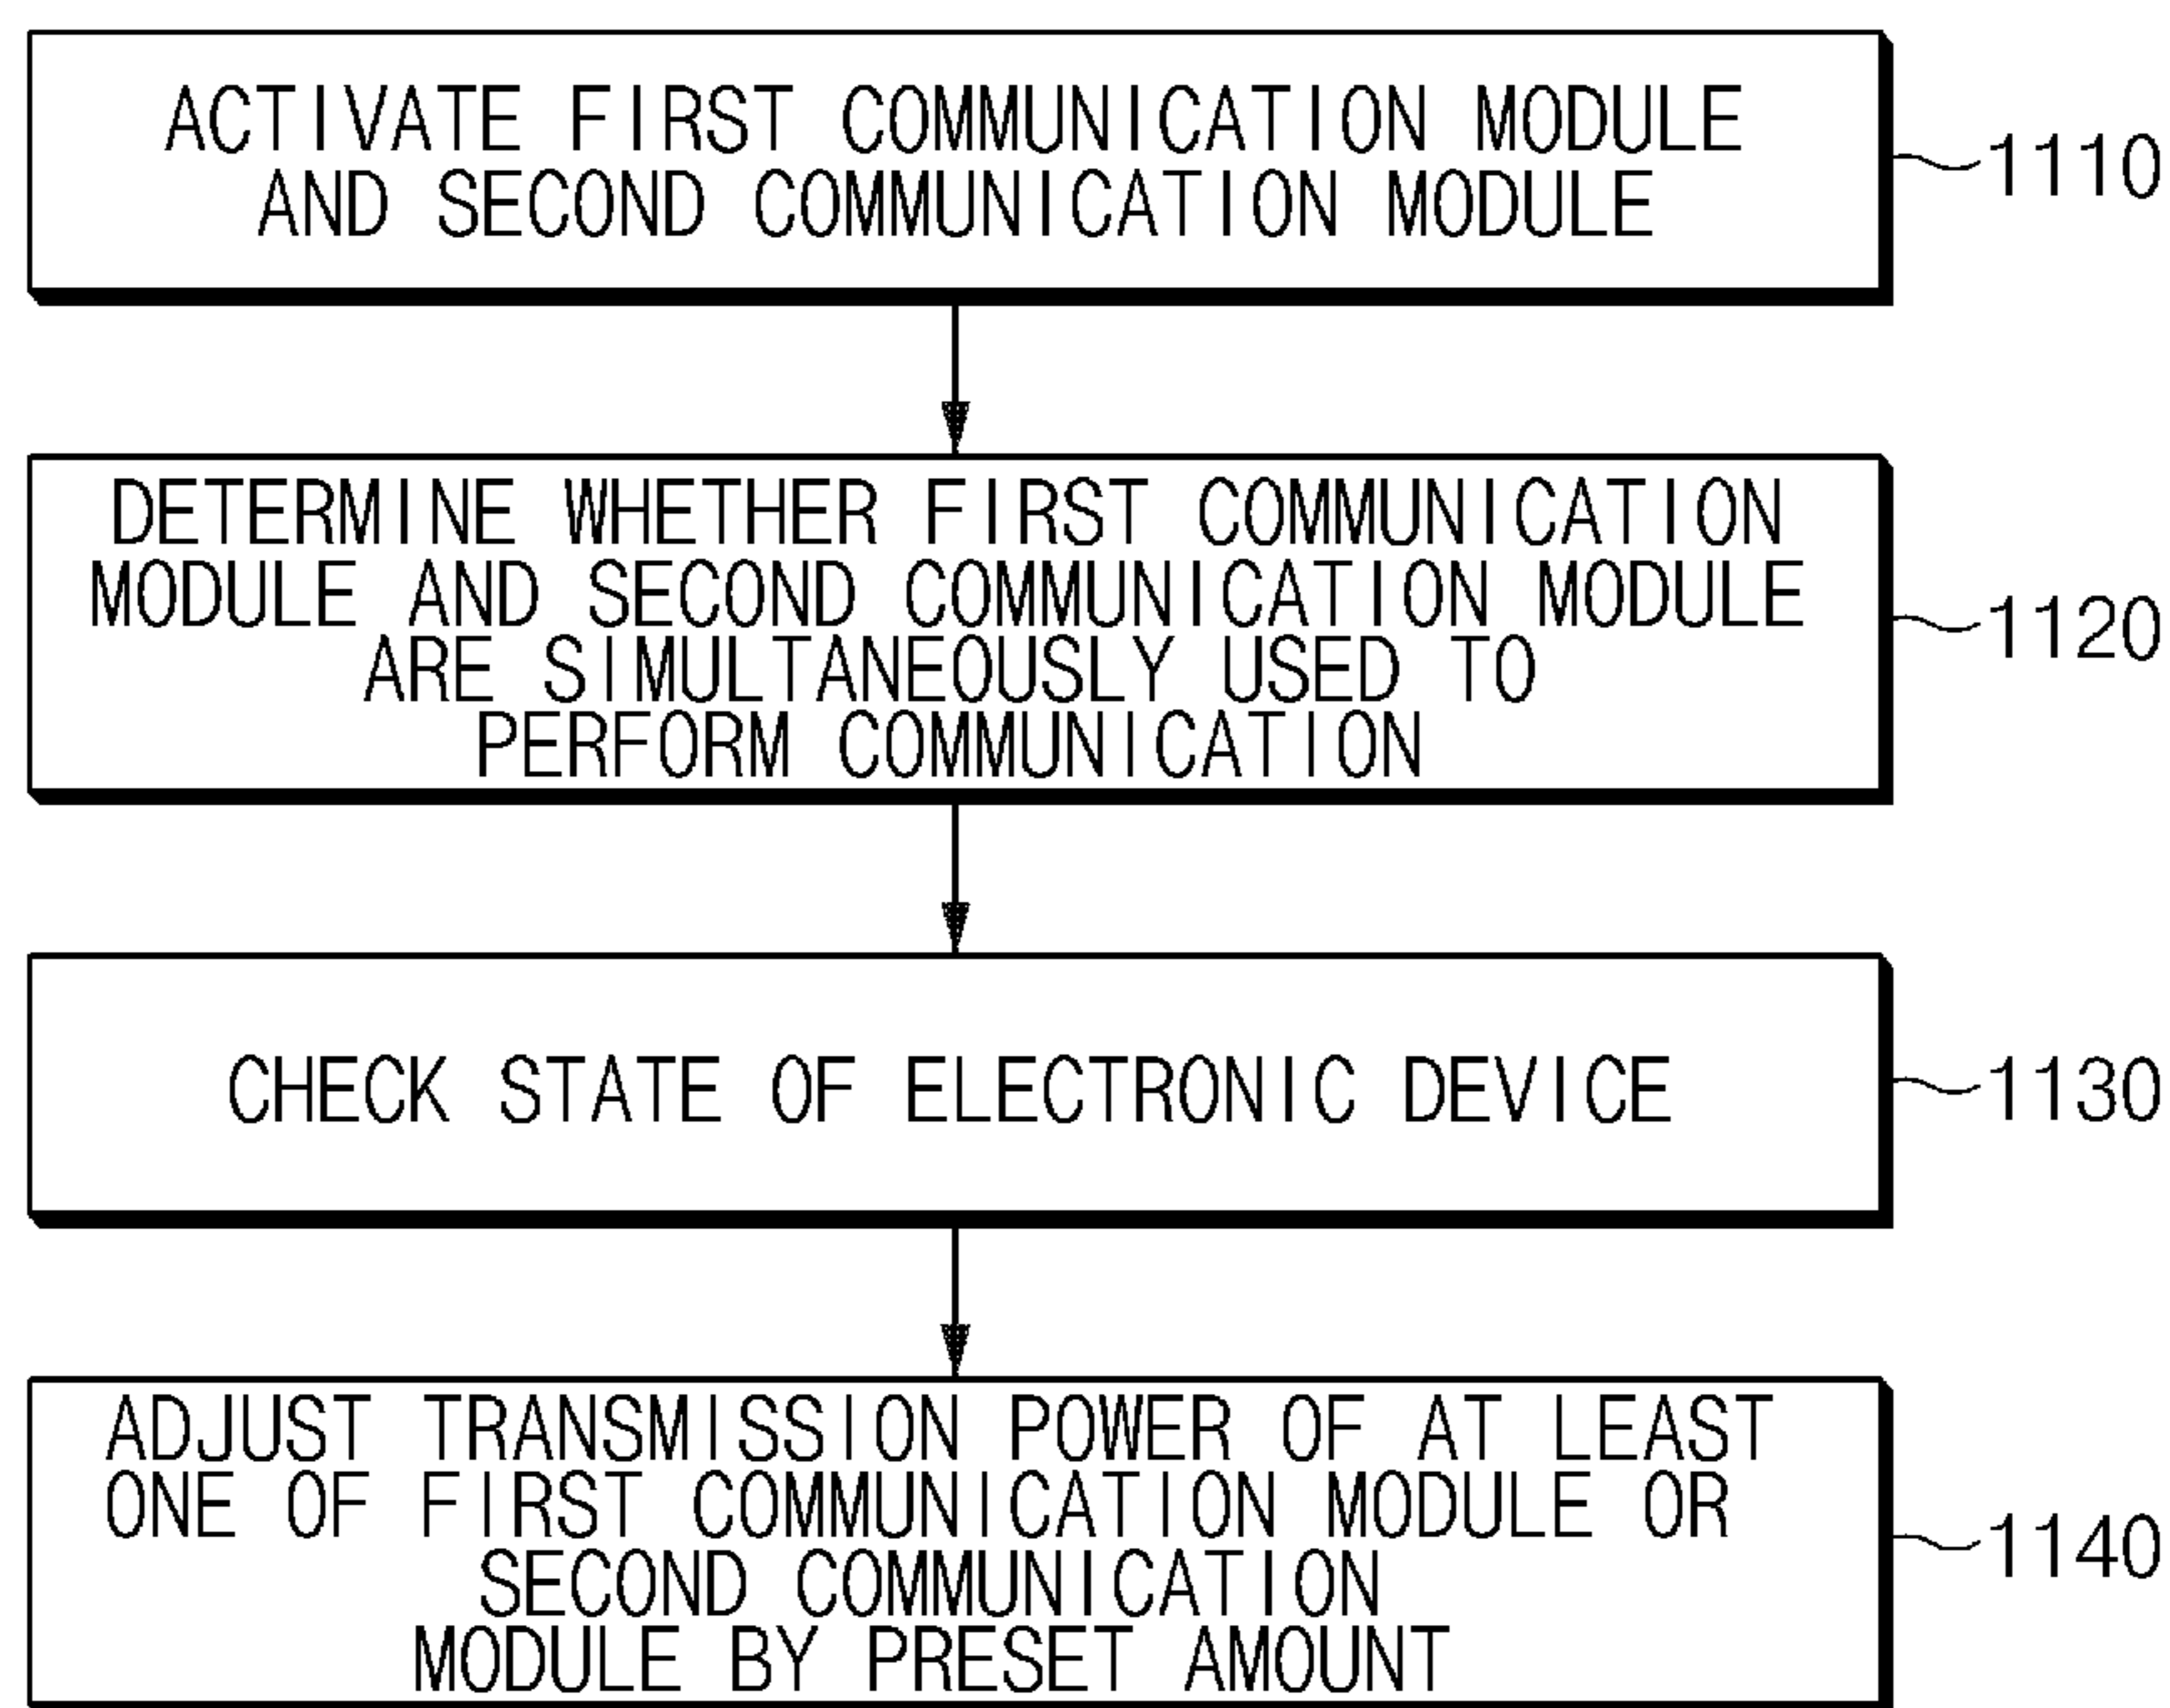 ACTIVATE FIRST COMMUNICATION MODULE
AND SECOND COMMUNICATION MODULE
1110
DETERMINE WHETHER FIRST COMMUNICATION
MODULE AND SECOND COMMUNICATION MODULE
ARE SIMULTANEOUSLY USED TO
PERFORM COMMUNICATION
1120
CHECK STATE OF ELECTRONIC DEVICE
1130
ADJUST TRANSMISSION POWER OF AT LEAST
ONE OF FIRST COMMUNICATION MODULE OR
SECOND COMMUNICATION
MODULE BY PRESET AMOUNT
1140